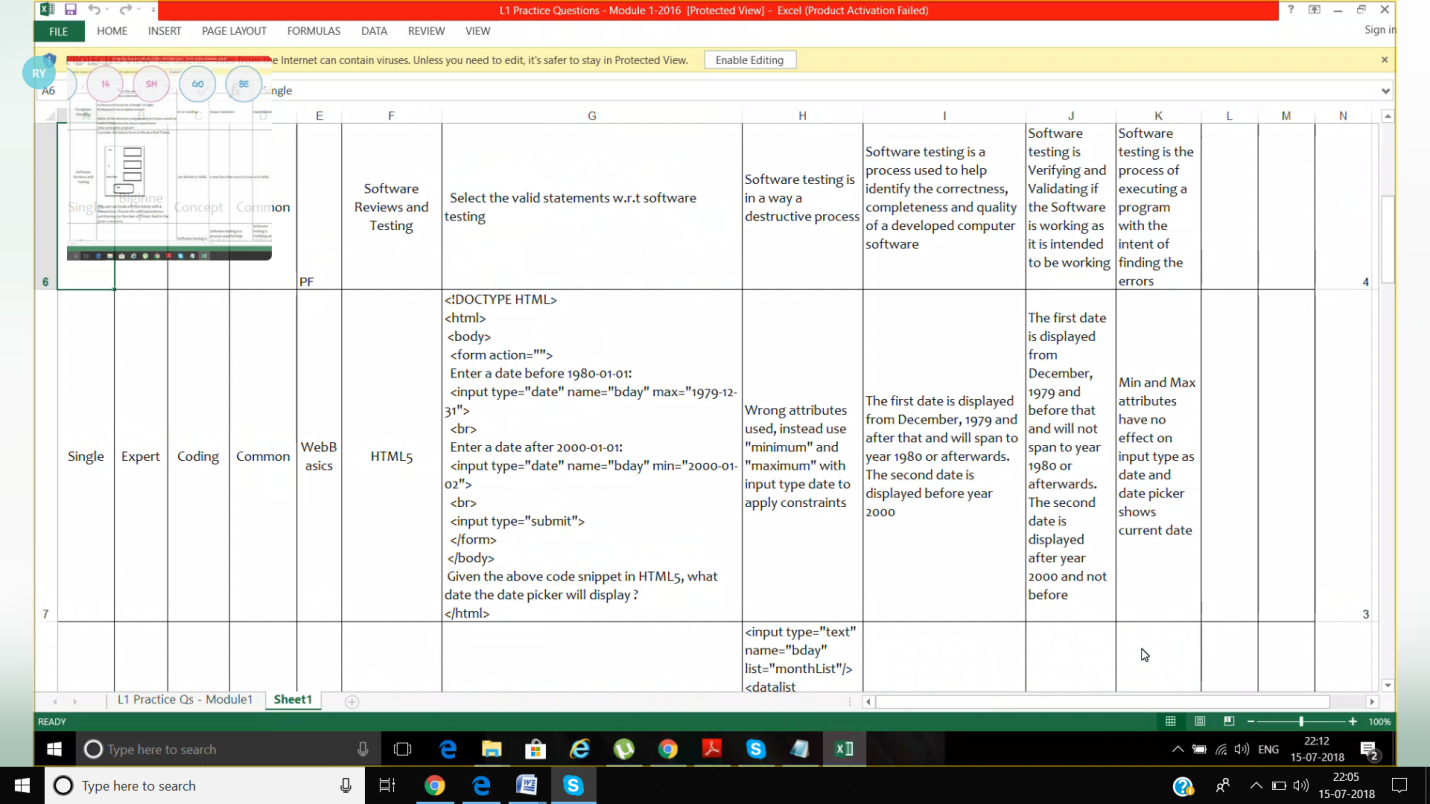 L1 Practice Questions - Module 1-2016 [Protected View] - Excel (Product Activation Failed)
FILE HOME INSERT PAGE LAYOUT FORMULAS DATA REVIEW VIEW
Sign in
the Internet can contain viruses. Unless you need to edit, it's safer to stay in Protected View. Enable Editing
RY
14 SH GO BE
A6
Single
E F G H I J K L M N
Single Biginne Concept Common
PF
Software
Reviews and
Testing
Select the valid statements w.r.t software
testing
Software testing is
in a way a
destructive process
Software testing is a
process used to help
identify the correctness,
completeness and quality
of a developed computer
software
Software
testing is
Verifying and
Validating if
the Software
is working as
it is intended
to be working
Software
testing is the
process of
executing a
program
with the
intent of
finding the
errors
6
4
Single
Expert
Coding
Common
WebB
asics
HTML5
<!DOCTYPE HTML>
<html>
<body>
<form action="">
Enter a date before 1980-01-01:
<input type="date" name="bday" max="1979-12-
31">
<br>
Enter a date after 2000-01-01:
<input type="date" name="bday" min="2000-01-
02">
<br>
<input type="submit">
</form>
</body>
Given the above code snippet in HTML5, what
date the date picker will display ?
</html>
Wrong attributes
used, instead use
"minimum" and
"maximum" with
input type date to
apply constraints
The first date is displayed
from December, 1979 and
after that and will span to
year 1980 or afterwards.
The second date is
displayed before year
2000
The first date
is displayed
from
December,
1979 and
before that
and will not
span to year
1980 or
afterwards.
The second
date is
displayed
after year
2000 and not
before
Min and Max
attributes
have no
effect on
input type as
date and
date picker
shows
current date
7
3
<input type="text"
name="bday"
list="monthList"/>
<datalist
L1 Practice Qs - Module1 Sheet1
READY
100%
Type here to search
ENG
22:12
15-07-2018
2
Type here to search
22:05
15-07-2018